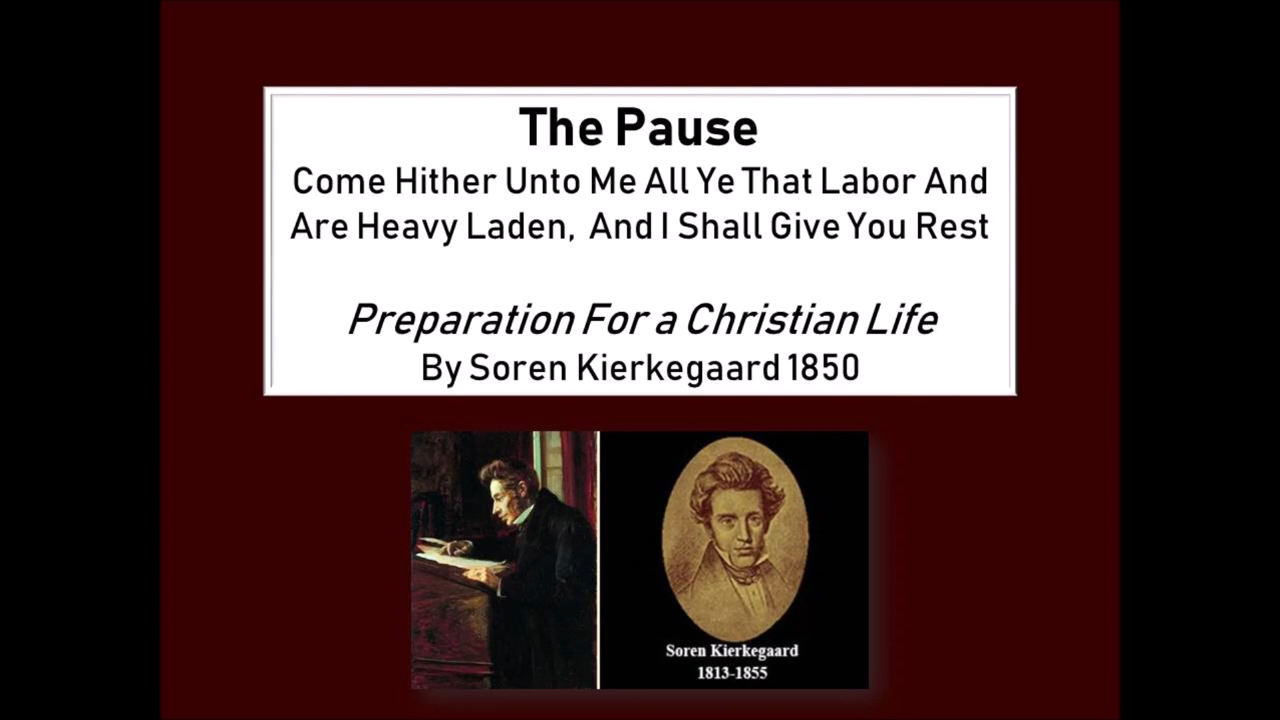 The Pause
Come Hither Unto Me All Ye That Labor And
Are Heavy Laden, And I Shall Give You Rest
Preparation For a Christian Life
By Soren Kierkegaard 1850
Soren Kierkegaard
1813-1855